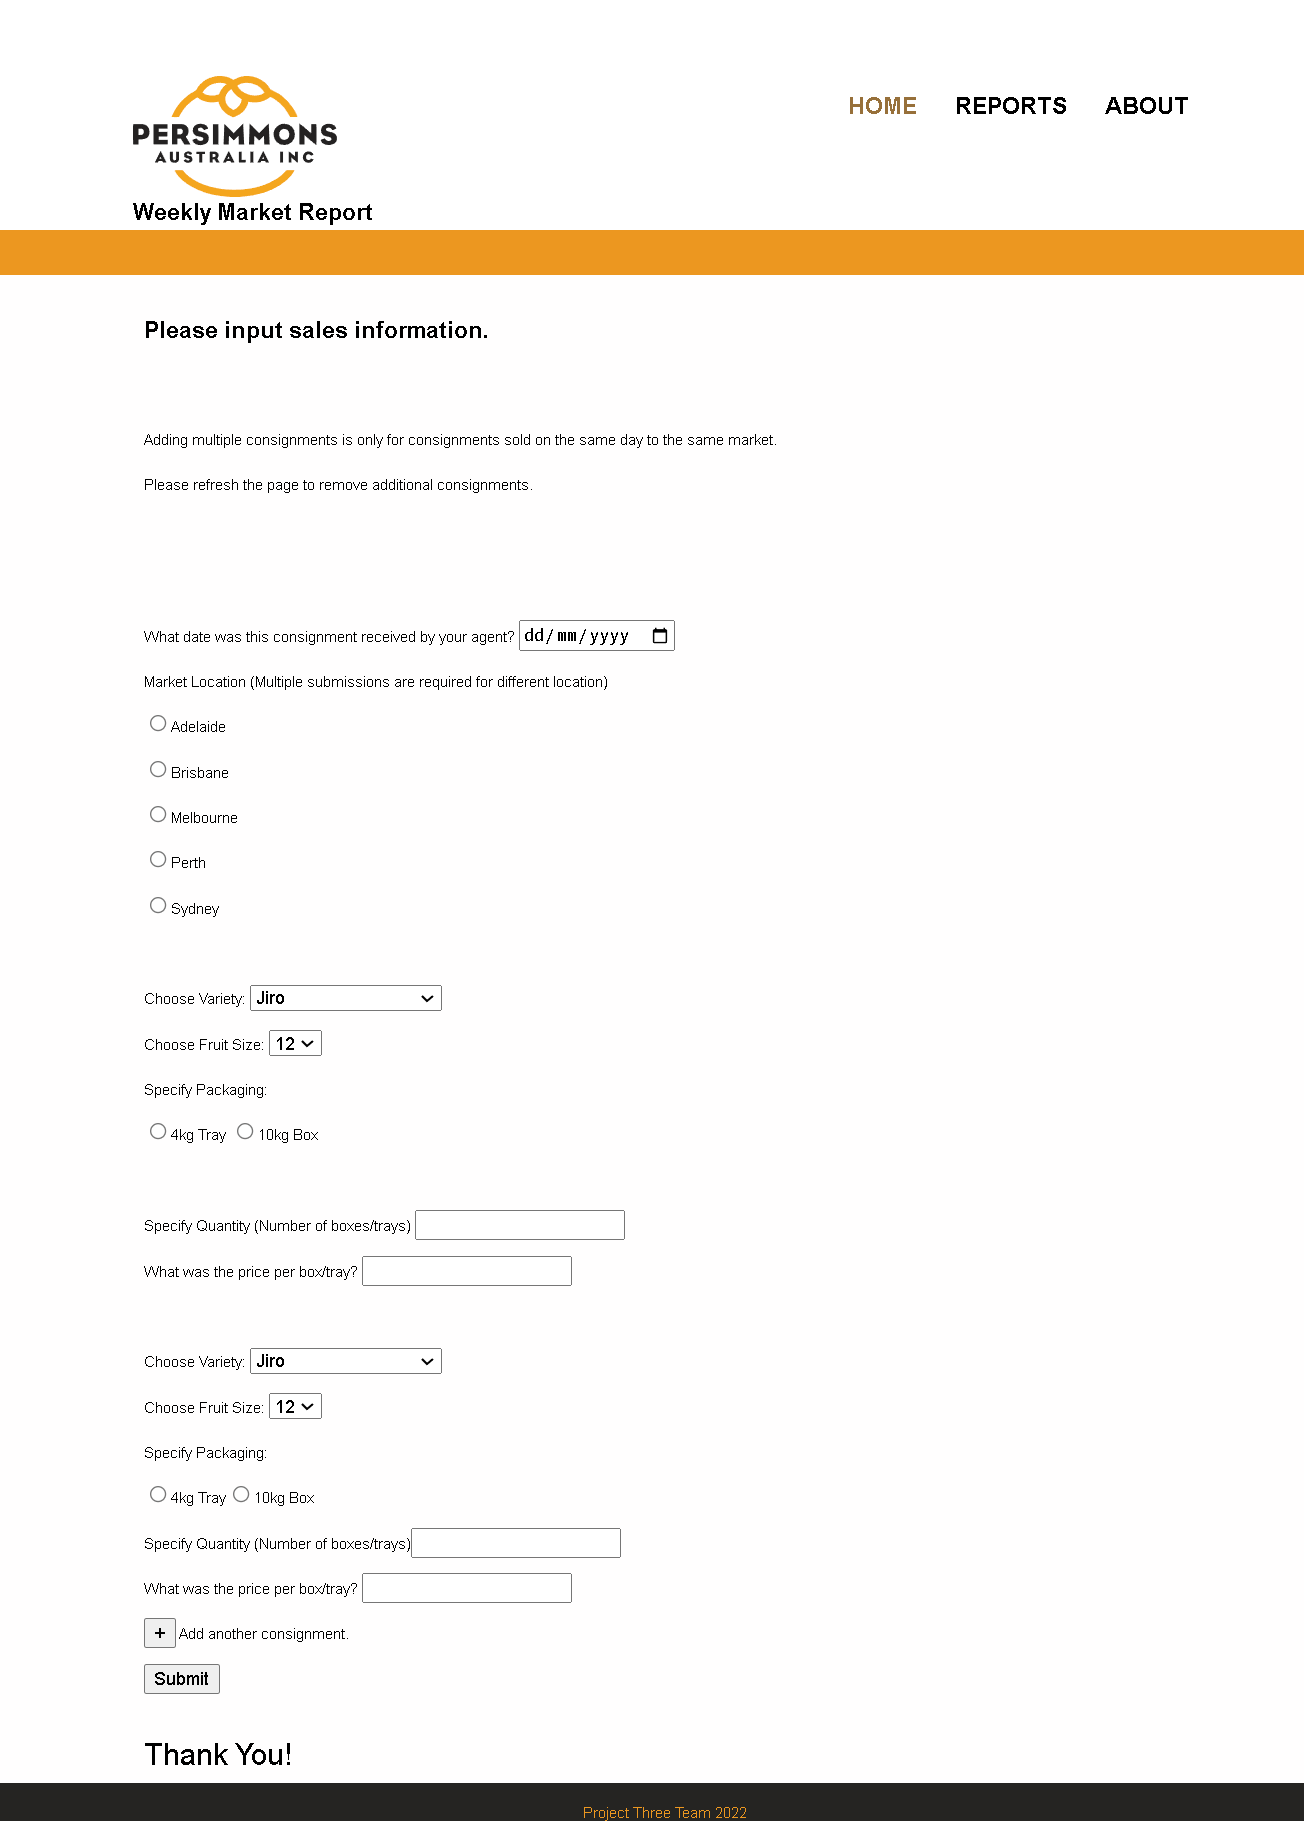 PERSIMMONS
AUSTRALIA INC
HOME REPORTS ABOUT
Weekly Market Report
Please input sales information.
Adding multiple consignments is only for consignments sold on the same day to the same market.
Please refresh the page to remove additional consignments.
What date was this consignment received by your agent? dd/mm/yyyy
Market Location (Multiple submissions are required for different location)
Adelaide
Brisbane
Melbourne
Perth
Sydney
Choose Variety: Jiro
Choose Fruit Size: 12
Specify Packaging:
4kg Tray 10kg Box
Specify Quantity (Number of boxes/trays)
What was the price per box/tray?
Choose Variety: Jiro
Choose Fruit Size: 12
Specify Packaging:
4kg Tray 10kg Box
Specify Quantity (Number of boxes/trays)
What was the price per box/tray?
+ Add another consignment.
Submit
Thank You!
Project Three Team 2022